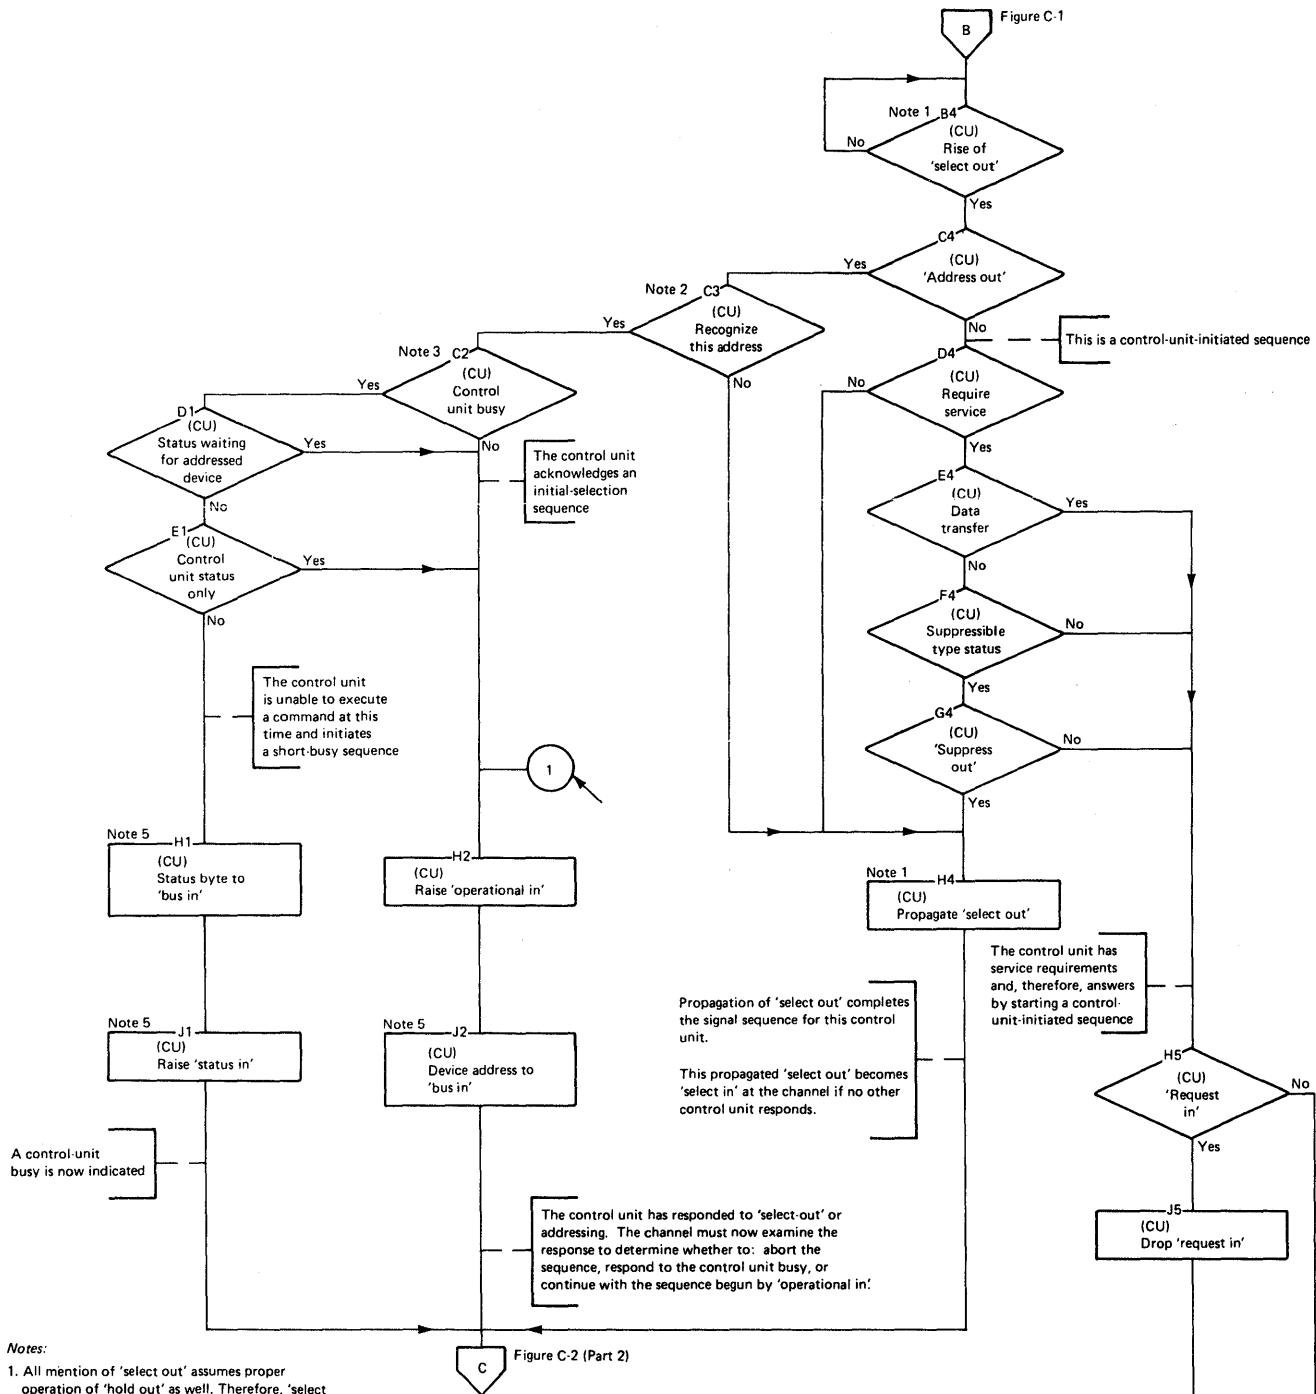 B
Figure C-1
Note 1
B4
(CU)
Rise of
'select out'
No
Yes
C4
(CU)
'Address out'
Yes
No
Note 2
C3
(CU)
Recognize
this address
Yes
No
This is a control-unit-initiated sequence
Note 3
C2
(CU)
Control
unit busy
Yes
No
D4
(CU)
Require
service
No
Yes
D1
(CU)
Status waiting
for addressed
device
Yes
No
The control unit
acknowledges an
initial-selection
sequence
E4
(CU)
Data
transfer
Yes
No
E1
(CU)
Control
unit status
only
Yes
No
F4
(CU)
Suppressible
type status
No
Yes
The control unit
is unable to execute
a command at this
time and initiates
a short-busy sequence
G4
(CU)
'Suppress
out'
No
Yes
1
Note 5
H1
(CU)
Status byte to
'bus in'
H2
(CU)
Raise 'operational in'
Note 1
H4
(CU)
Propagate 'select out'
The control unit has
service requirements
and, therefore, answers
by starting a control-
unit-initiated sequence
Note 5
J1
(CU)
Raise 'status in'
Note 5
J2
(CU)
Device address to
'bus in'
Propagation of 'select out' completes
the signal sequence for this control
unit.
This propagated 'select out' becomes
'select in' at the channel if no other
control unit responds.
H5
(CU)
'Request
in'
No
Yes
A control-unit
busy is now indicated
J5
(CU)
Drop 'request in'
The control unit has responded to 'select-out' or
addressing. The channel must now examine the
response to determine whether to: abort the
sequence, respond to the control unit busy, or
continue with the sequence begun by 'operational in'.
C
Figure C-2 (Part 2)
Notes:
1. All mention of 'select out' assumes proper
operation of 'hold out' as well. Therefore, 'select